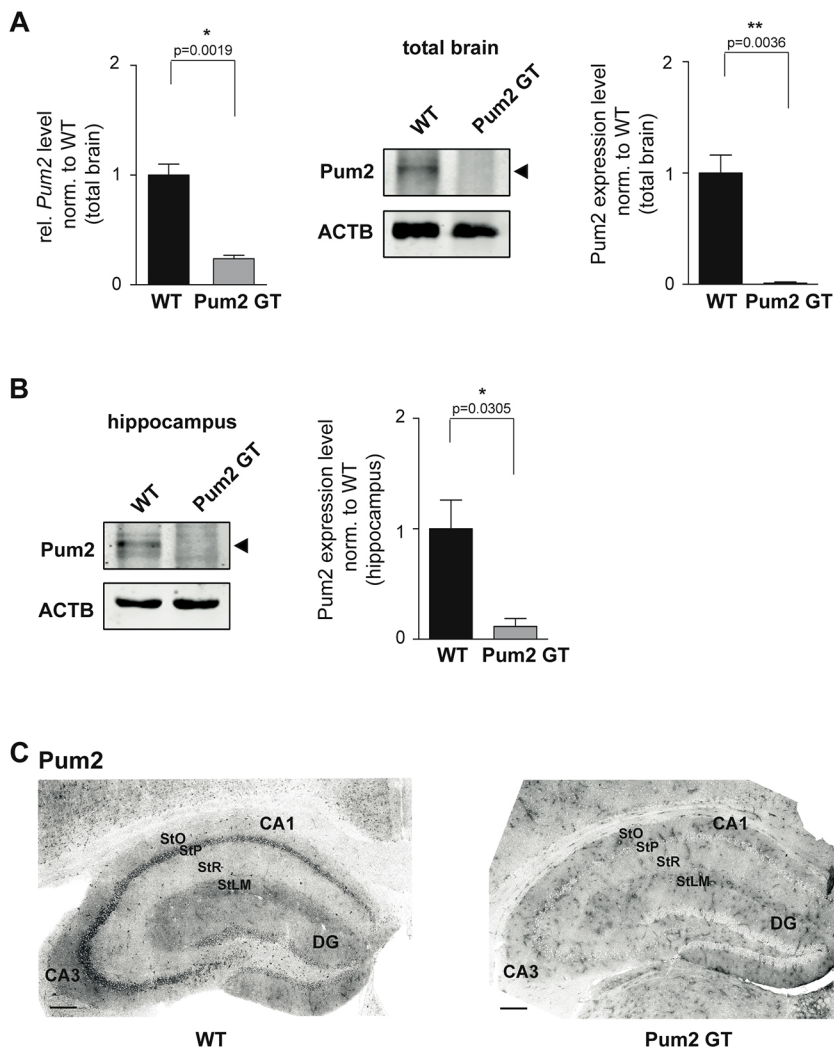 A
*
p=0.0019
2
1
0
rel. Pum2 level
norm. to WT
(total brain)
WT Pum2 GT
total brain
WT Pum2 GT
Pum2
ACTB
**
p=0.0036
2
1
0
Pum2 expression level
norm. to WT
(total brain)
WT Pum2 GT
B
hippocampus
WT Pum2 GT
Pum2
ACTB
*
p=0.0305
2
1
0
Pum2 expression level
norm. to WT
(hippocampus)
WT Pum2 GT
C Pum2
CA1
StO
StP
StR
StLM
DG
CA3
WT
CA1
StO
StP
StR
StLM
DG
CA3
Pum2 GT